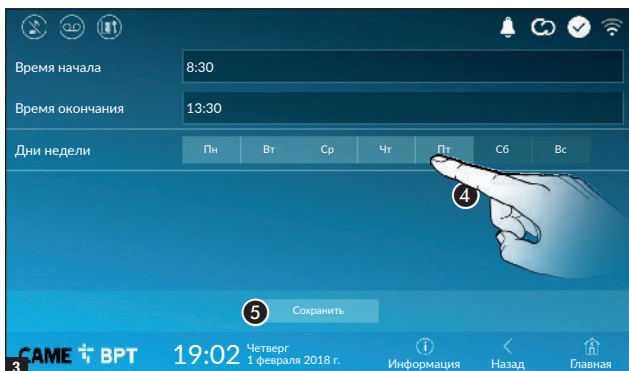 Время начала 8:30
Время окончания 13:30
Дни недели Пн Вт Ср Чт Пт Сб Вс
4
5 Сохранить
3
CAME BPT 19:02 Четверг
1 февраля 2018 г.
Информация Назад Главная